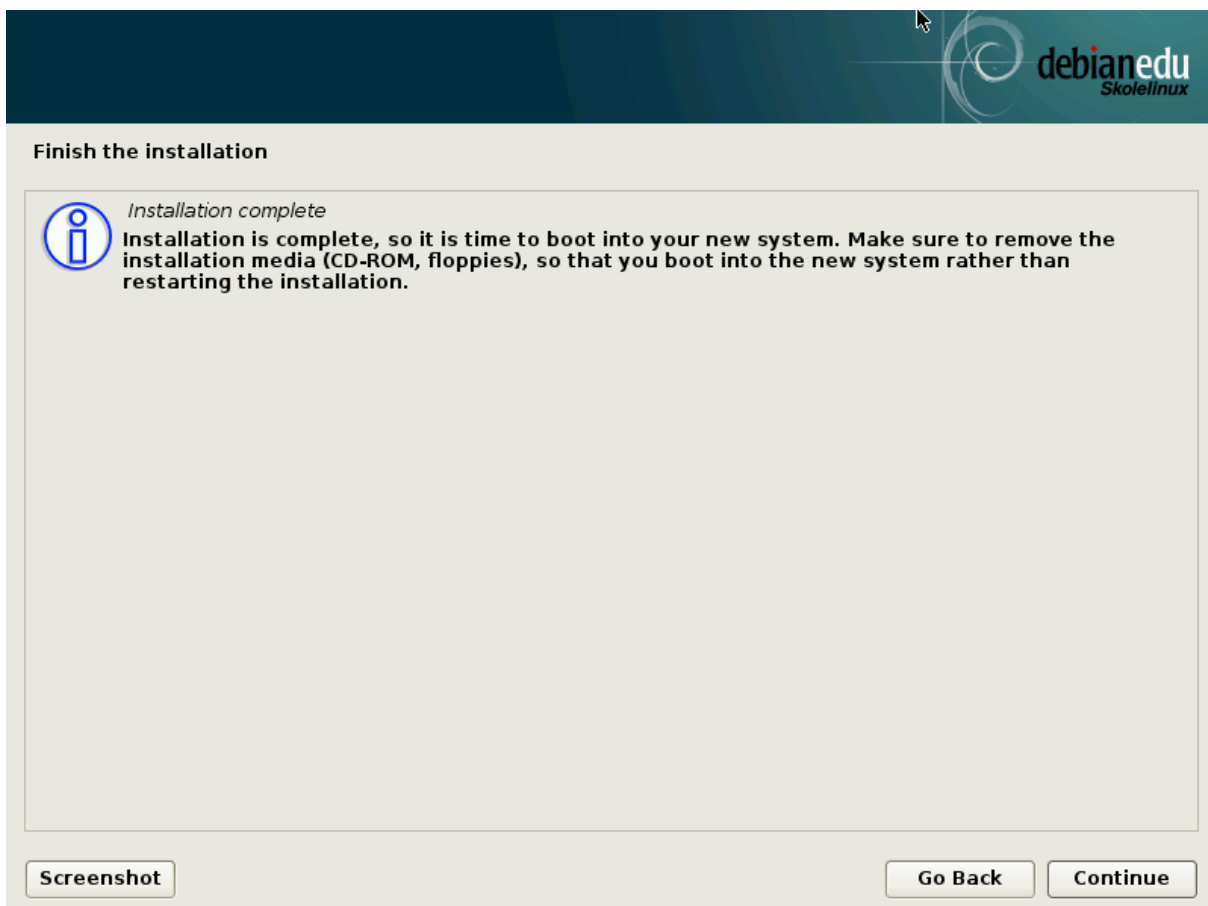 debianedu
Skolelinux
Finish the installation
Installation complete
Installation is complete, so it is time to boot into your new system. Make sure to remove the
installation media (CD-ROM, floppies), so that you boot into the new system rather than
restarting the installation.
Screenshot
Go Back
Continue